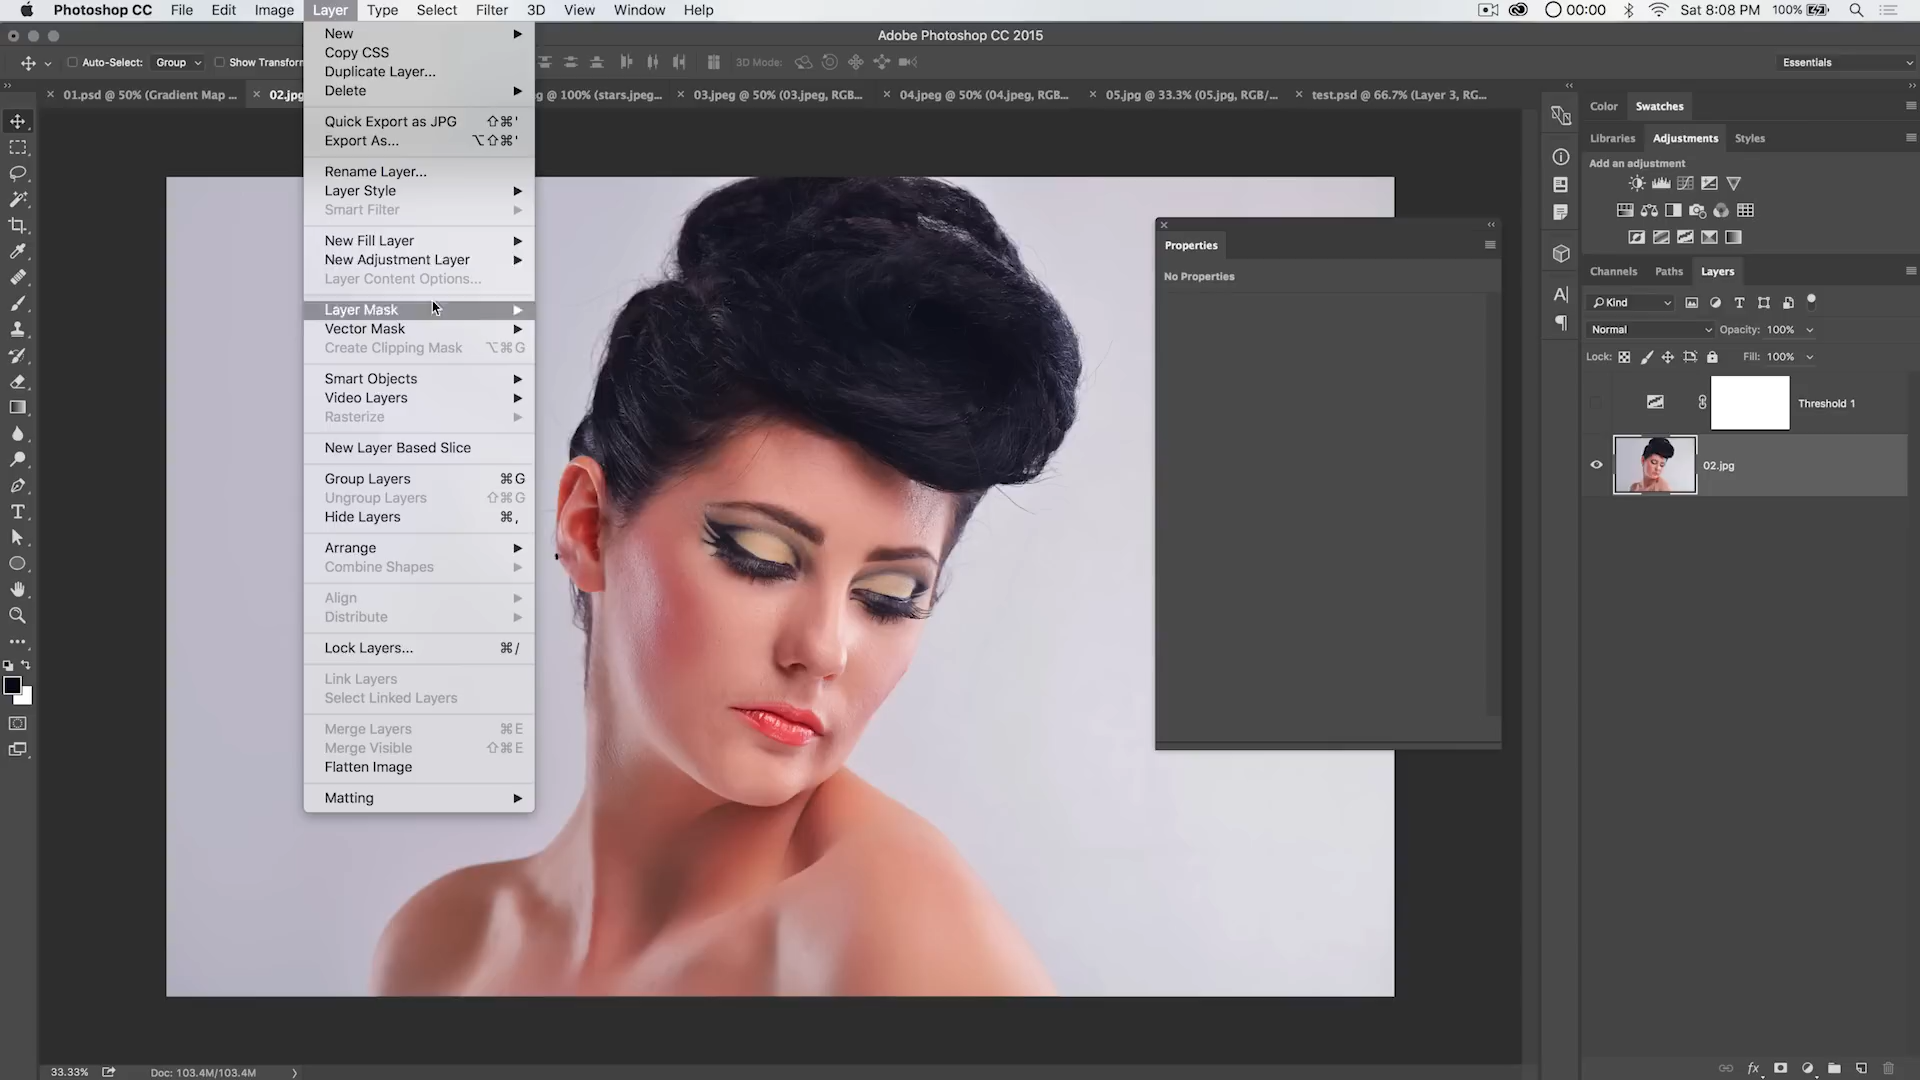 Photoshop CC File Edit Image Layer Type Select Filter 3D View Window Help 00:00 Sat 8:08 PM 100%
Adobe Photoshop CC 2015
Auto-Select: Group Show Transform 3D Mode: Essentials
01.psd @ 50% (Gradient Map ... 02.jpg g @ 100% (stars.jpeg... 03.jpeg @ 50% (03.jpeg, RGB... 04.jpeg @ 50% (04.jpeg, RGB... 05.jpg @ 33.3% (05.jpg, RGB/... test.psd @ 66.7% (Layer 3, RG...
New
Copy CSS
Duplicate Layer...
Delete
Quick Export as JPG ⇧⌘'
Export As... ⌥⇧⌘'
Rename Layer...
Layer Style
Smart Filter
New Fill Layer
New Adjustment Layer
Layer Content Options...
Layer Mask
Vector Mask
Create Clipping Mask ⌥⌘G
Smart Objects
Video Layers
Rasterize
New Layer Based Slice
Group Layers ⌘G
Ungroup Layers ⇧⌘G
Hide Layers ⌘,
Arrange
Combine Shapes
Align
Distribute
Lock Layers... ⌘/
Link Layers
Select Linked Layers
Merge Layers ⌘E
Merge Visible ⇧⌘E
Flatten Image
Matting
Properties
No Properties
Color Swatches
Libraries Adjustments Styles
Add an adjustment
Channels Paths Layers
Kind
Normal Opacity: 100%
Lock: Fill: 100%
Threshold 1
02.jpg
33.33% Doc: 103.4M/103.4M